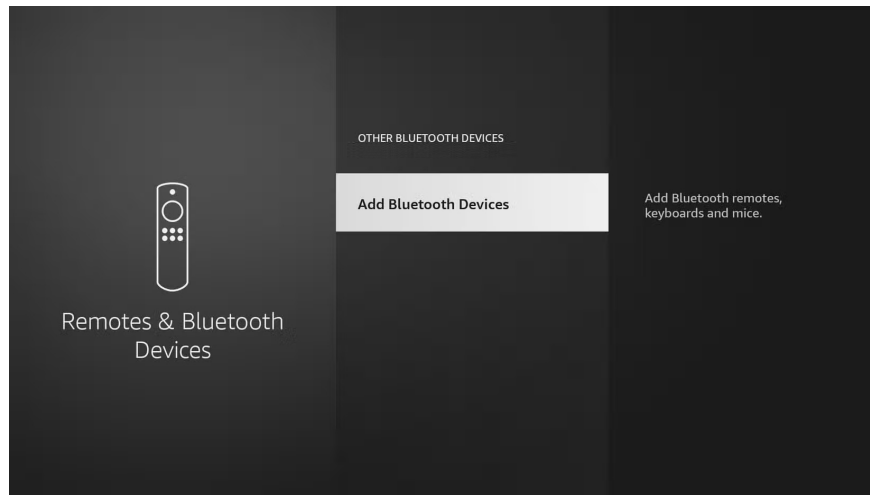 OTHER BLUETOOTH DEVICES
Add Bluetooth Devices
Add Bluetooth remotes,
keyboards and mice.
Remotes & Bluetooth
Devices